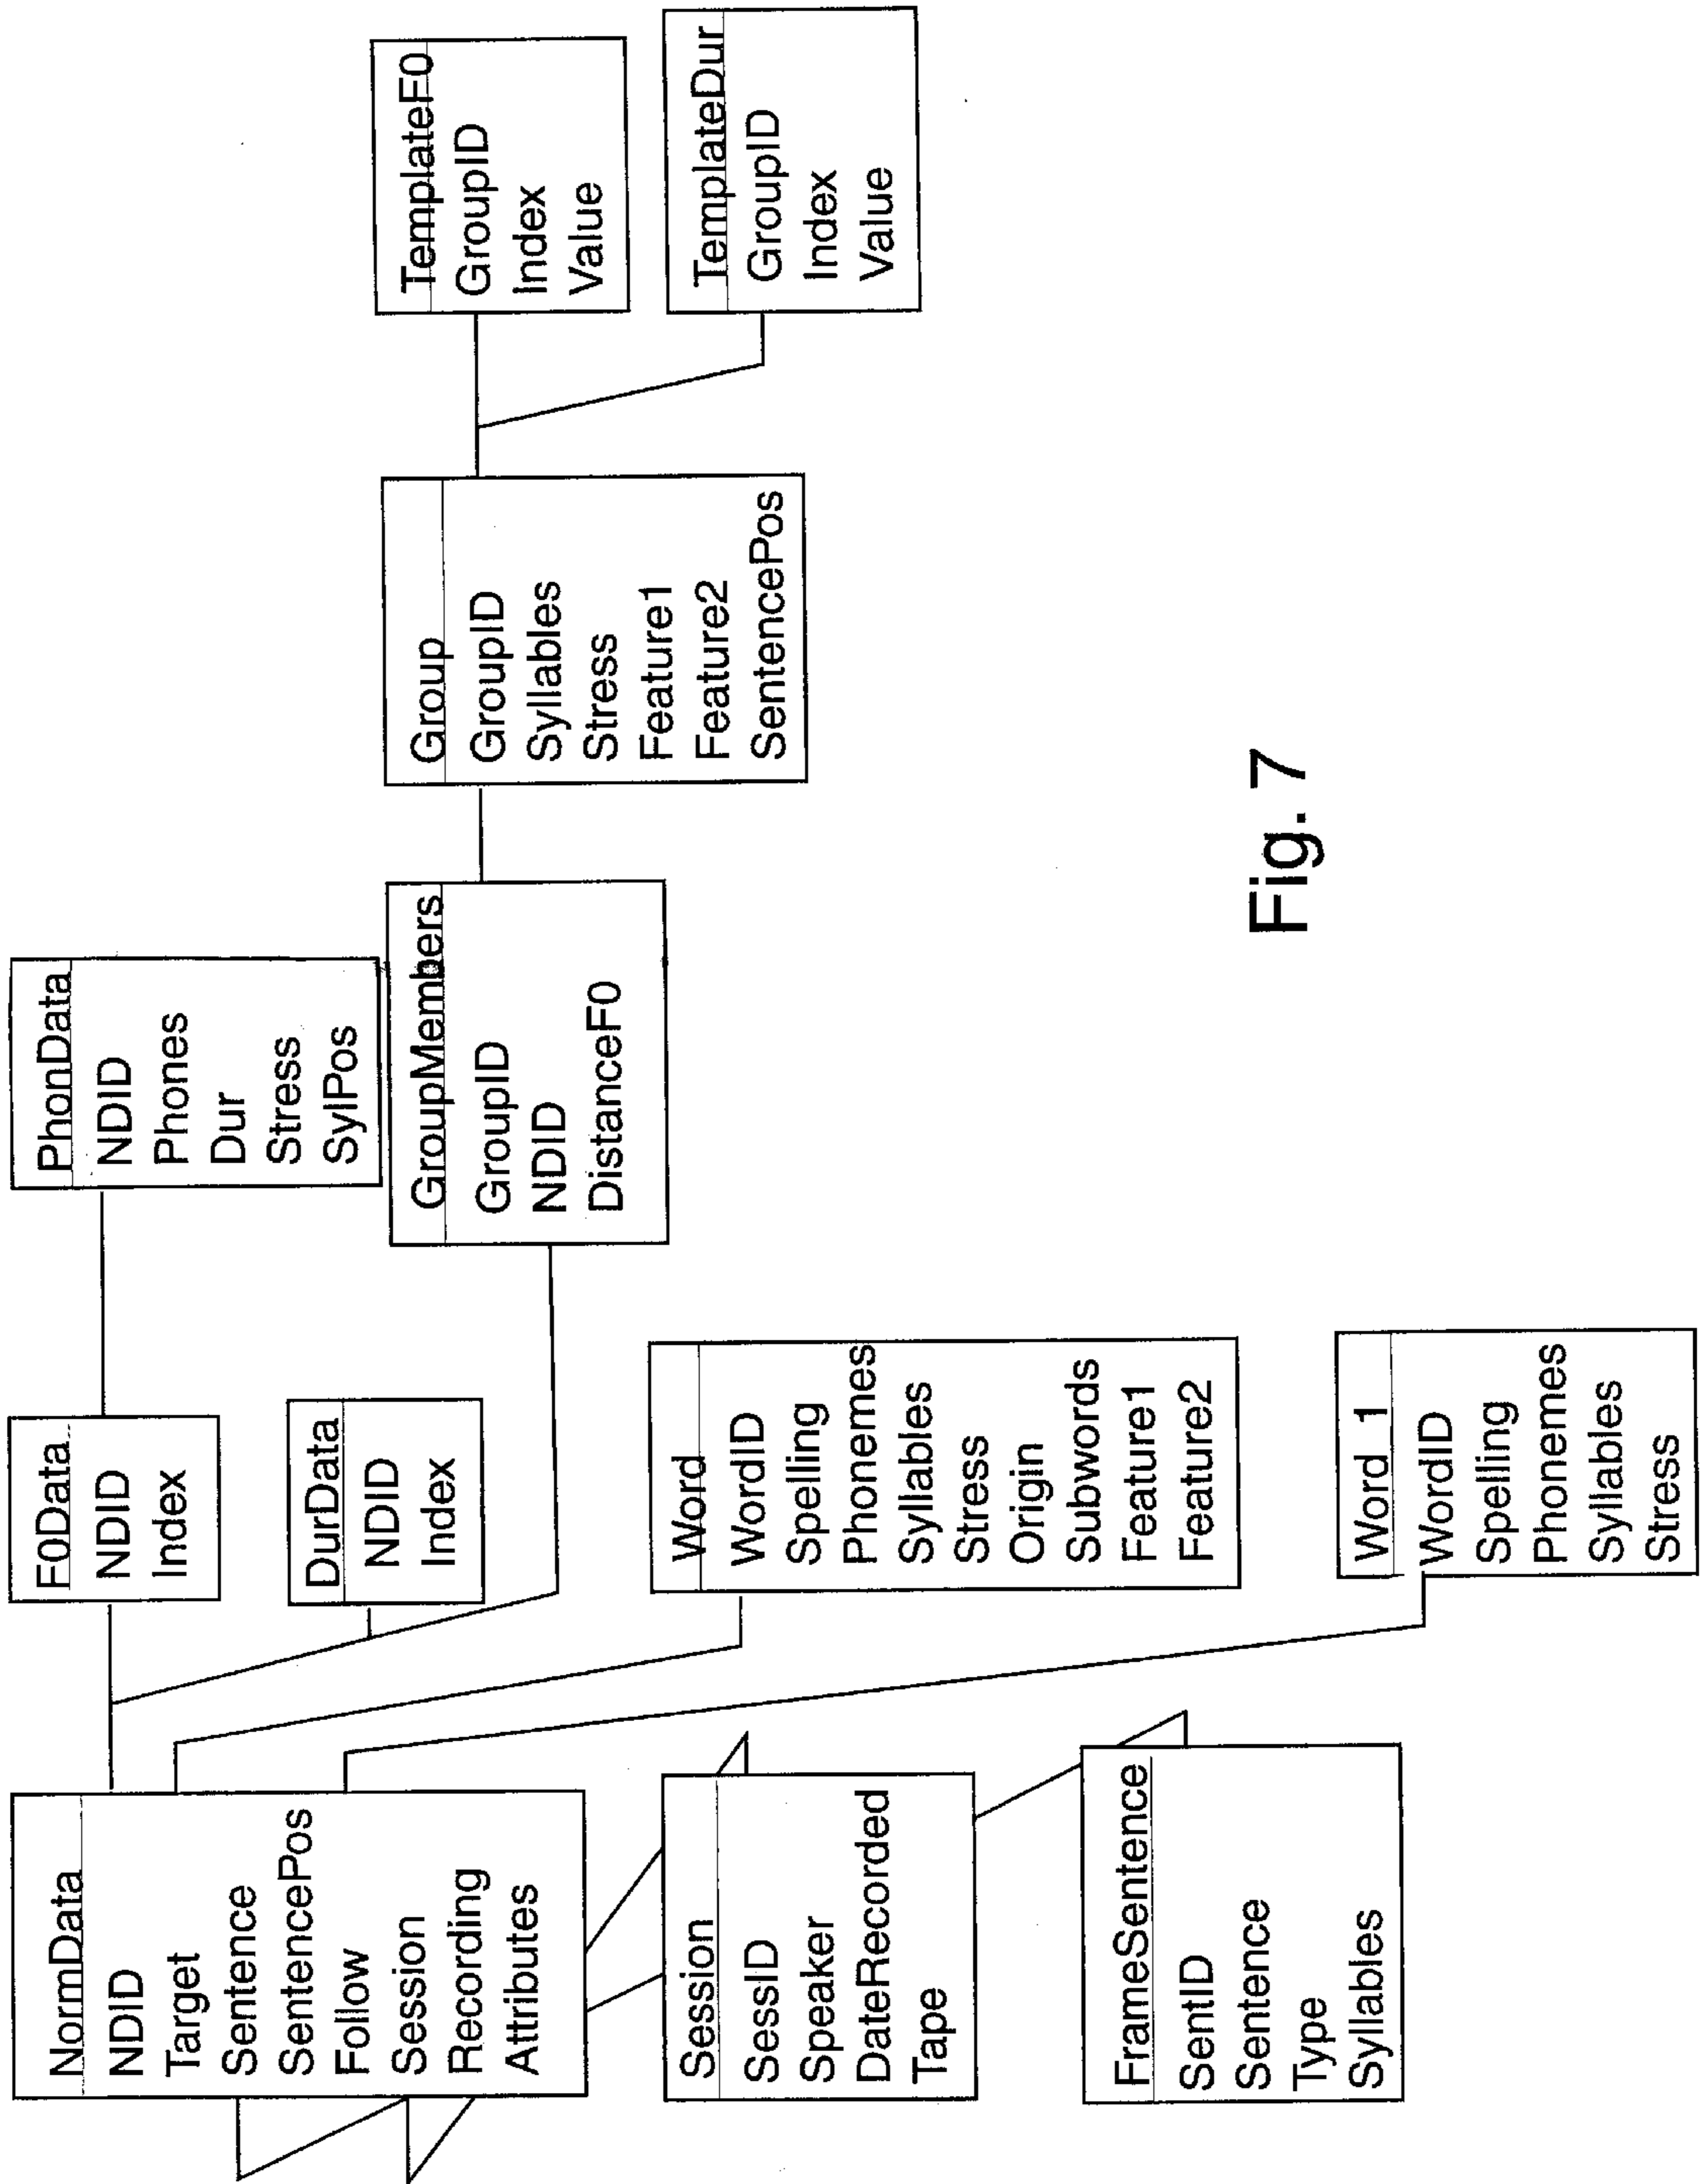 NormData
NDID
Target
Sentence
SentencePos
Follow
Session
Recording
Attributes
Session
SessID
Speaker
DateRecorded
Tape
FrameSentence
SentID
Sentence
Type
Syllables
FoData
NDID
Index
DurData
NDID
Index
Word
WordID
Spelling
Phonemes
Syllables
Stress
Origin
Subwords
Feature1
Feature2
Word 1
WordID
Spelling
Phonemes
Syllables
Stress
PhonData
NDID
Phones
Dur
Stress
SylPos
GroupMembers
GroupID
NDID
DistanceF0
Group
GroupID
Syllables
Stress
Feature1
Feature2
SentencePos
TemplateF0
GroupID
Index
Value
TemplateDur
GroupID
Index
Value
Fig. 7